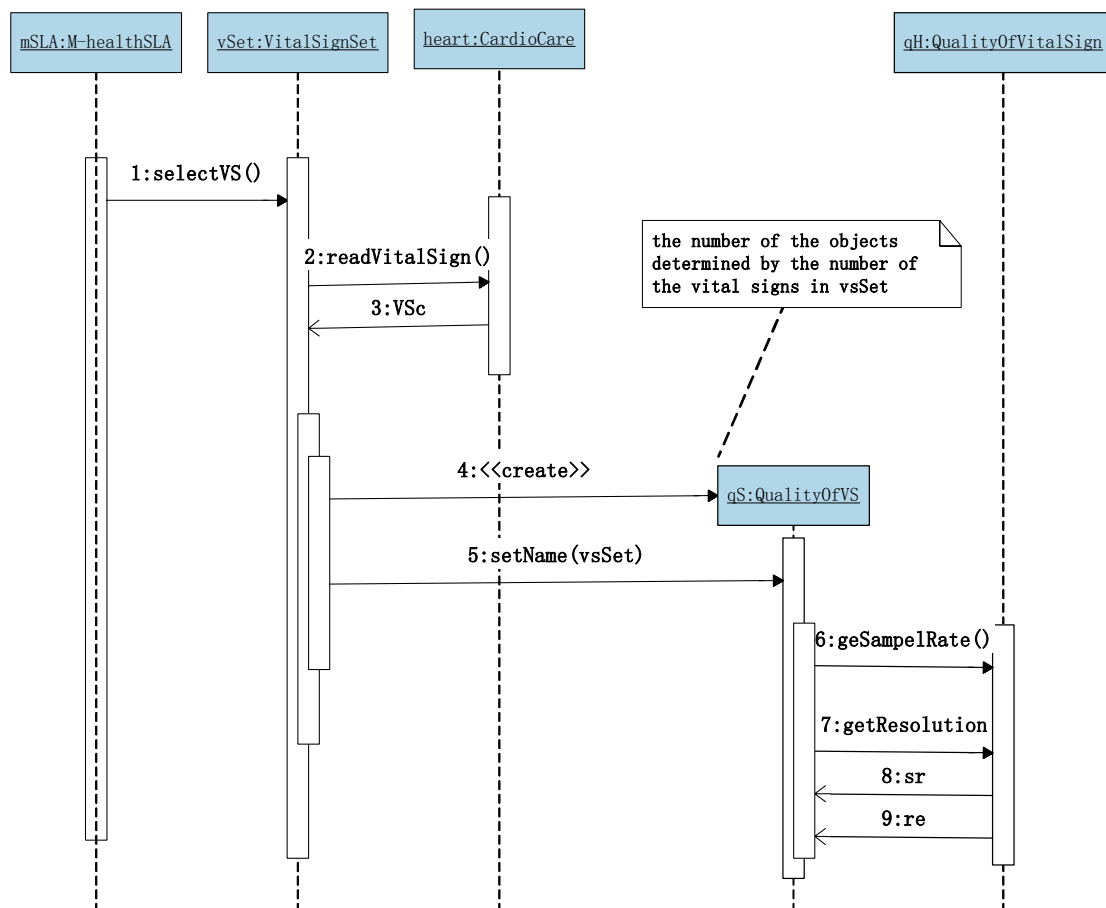 mSLA:M-healthSLA
vSet:VitalSignSet
heart:CardioCare
qH:QualityOfVitalSign
1:selectVS()
the number of the objects
determined by the number of
the vital signs in vsSet
2:readVitalSign()
3:VSc
4:<<create>>
qS:QualityOfVS
5:setName(vsSet)
6:geSampelRate()
7:getResolution
8:sr
9:re